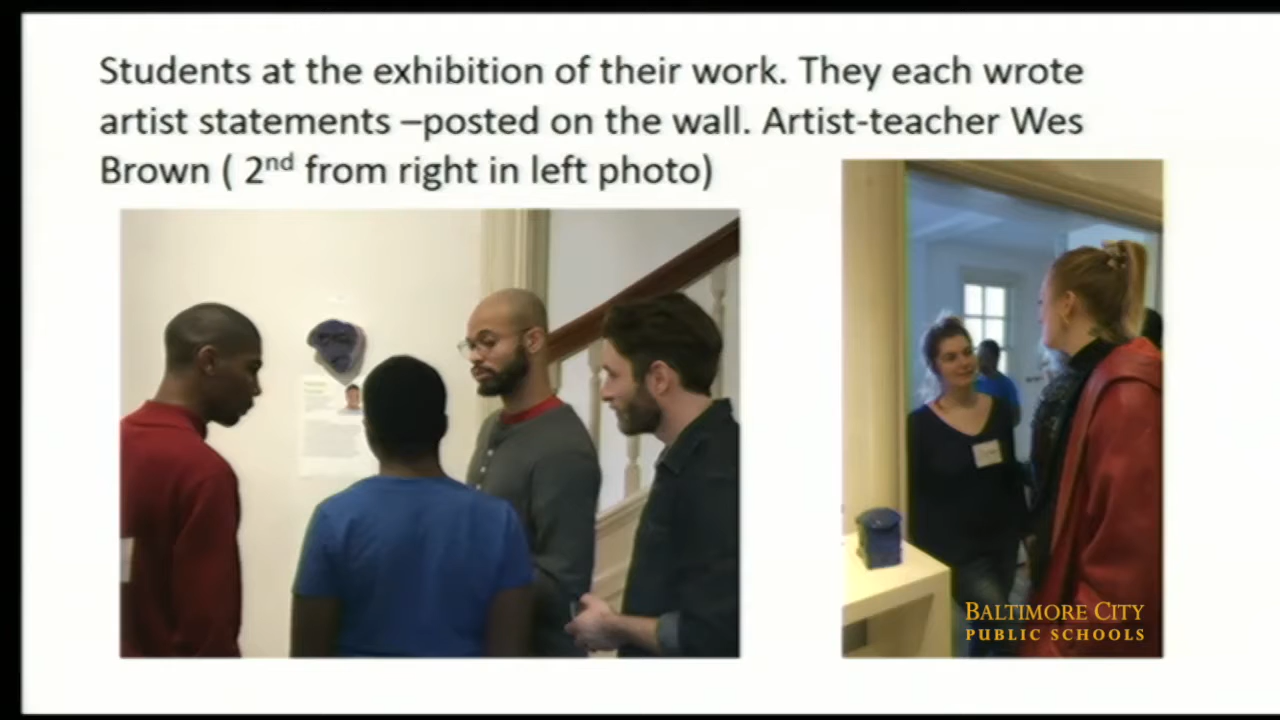 Students at the exhibition of their work. They each wrote
artist statements –posted on the wall. Artist-teacher Wes
Brown ( 2nd from right in left photo)
BALTIMORE CITY
PUBLIC SCHOOLS